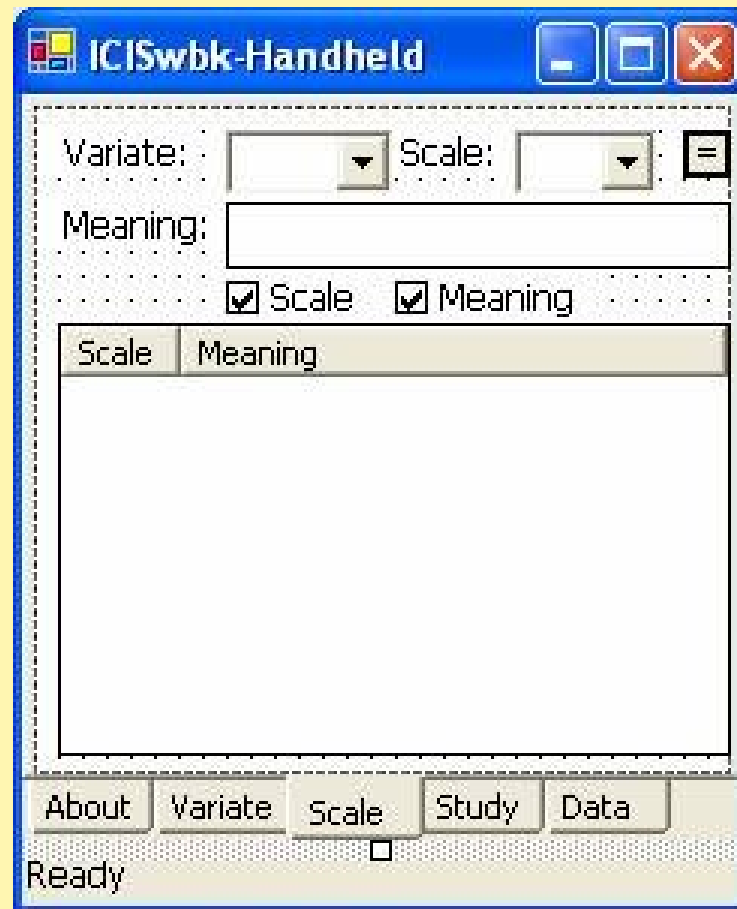 ICISwbk-Handheld
Variate: Scale: =
Meaning:
Scale Meaning
Scale Meaning
About Variate Scale Study Data
Ready